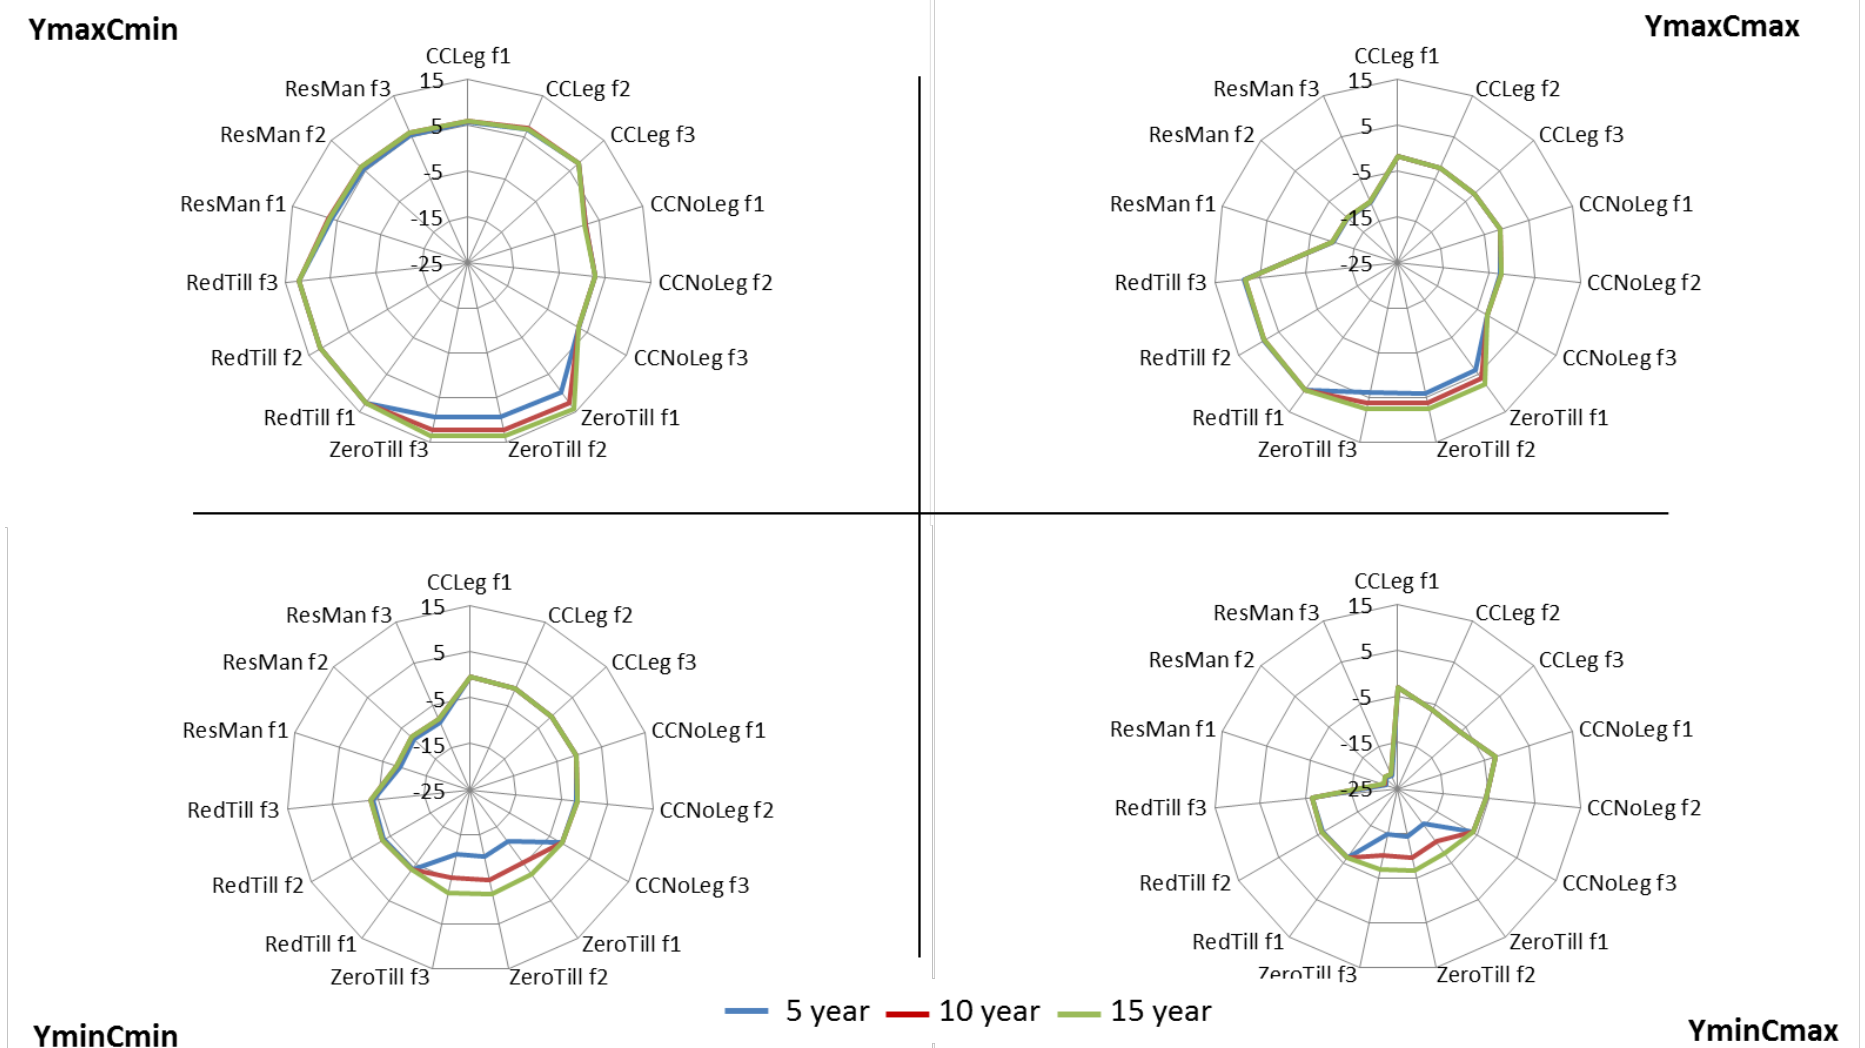 YmaxCmin
CCLeg f1
CCLeg f2
CCLeg f3
CCNoLeg f1
CCNoLeg f2
CCNoLeg f3
ZeroTill f1
ZeroTill f2
ZeroTill f3
RedTill f1
RedTill f2
RedTill f3
ResMan f1
ResMan f2
ResMan f3
15
5
-5
-15
-25
YmaxCmax
CCLeg f1
CCLeg f2
CCLeg f3
CCNoLeg f1
CCNoLeg f2
CCNoLeg f3
ZeroTill f1
ZeroTill f2
ZeroTill f3
RedTill f1
RedTill f2
RedTill f3
ResMan f1
ResMan f2
ResMan f3
15
5
-5
-15
-25
CCLeg f1
CCLeg f2
CCLeg f3
CCNoLeg f1
CCNoLeg f2
CCNoLeg f3
ZeroTill f1
ZeroTill f2
ZeroTill f3
RedTill f1
RedTill f2
RedTill f3
ResMan f1
ResMan f2
ResMan f3
15
5
-5
-15
-25
YminCmin
CCLeg f1
CCLeg f2
CCLeg f3
CCNoLeg f1
CCNoLeg f2
CCNoLeg f3
ZeroTill f1
ZeroTill f2
ZeroTill f3
RedTill f1
RedTill f2
RedTill f3
ResMan f1
ResMan f2
ResMan f3
15
5
-5
-15
-25
YminCmax
5 year
10 year
15 year